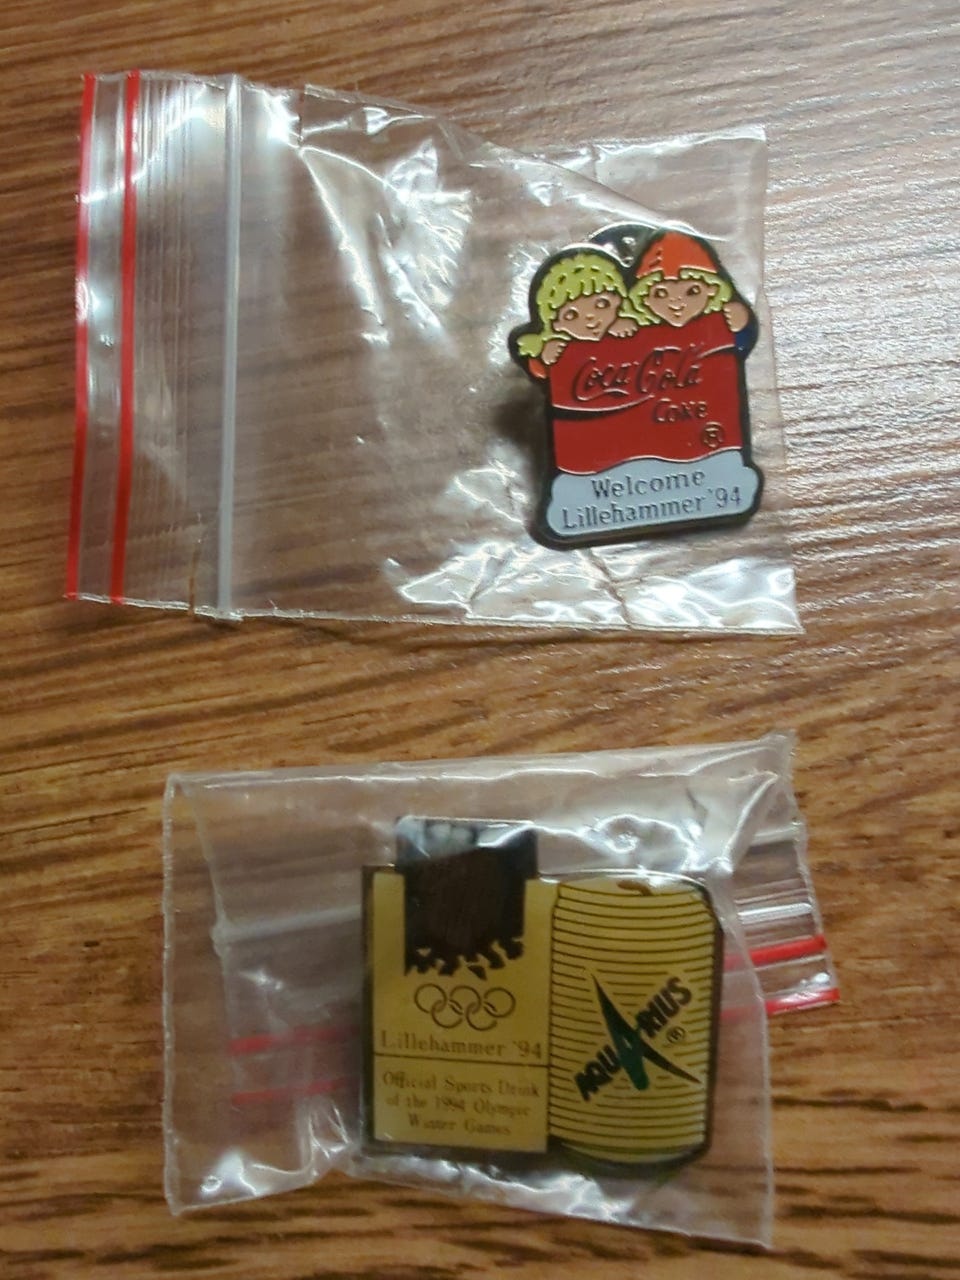 Coca-Cola
Coke
®
Welcome
Lillehammer '94
Lillehammer '94
Official Sports Drink
of the 1994 Olympic
Winter Games
AQUARIUS
®